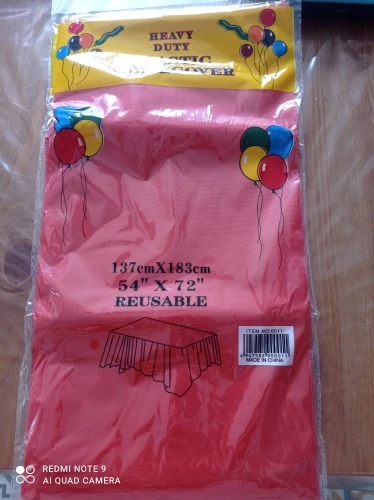 HEAVY
DUTY
137cmX183cm
54" X 72"
REUSABLE
ITEM NO:0011
MADE IN CHINA
REDMI NOTE 9
AI QUAD CAMERA